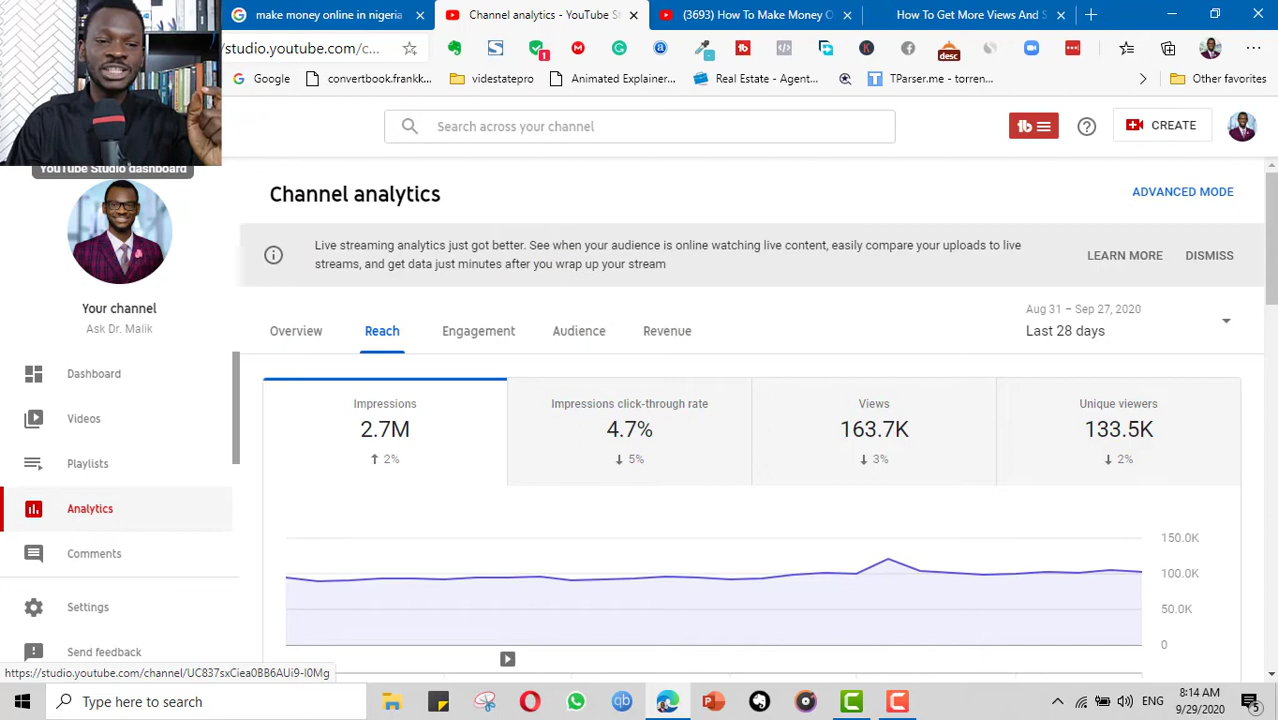 make money online in nigeria
Channel analytics - YouTube St
(3693) How To Make Money O
How To Get More Views And S
/studio.youtube.com/c...
1
desc
Google
convertbook.frankk...
videstatepro
Animated Explainer...
Real Estate - Agent...
TParser.me - torren...
Other favorites
Search across your channel
CREATE
YouTube Studio dashboard
Your channel
Ask Dr. Malik
Dashboard
Videos
Playlists
Analytics
Comments
Settings
Send feedback
Channel analytics
ADVANCED MODE
Live streaming analytics just got better. See when your audience is online watching live content, easily compare your uploads to live
streams, and get data just minutes after you wrap up your stream
LEARN MORE
DISMISS
Overview
Reach
Engagement
Audience
Revenue
Aug 31 – Sep 27, 2020
Last 28 days
Impressions
2.7M
↑ 2%
Impressions click-through rate
4.7%
↓ 5%
Views
163.7K
↓ 3%
Unique viewers
133.5K
↓ 2%
150.0K
100.0K
50.0K
0
Type here to search
ENG
8:14 AM
9/29/2020
5